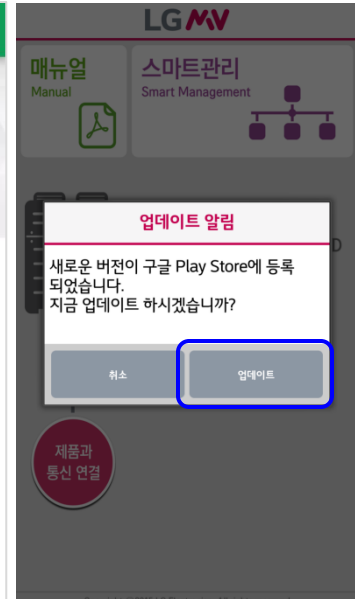 LG MV
매뉴얼
Manual
스마트관리
Smart Management
업데이트 알림
새로운 버전이 구글 Play Store에 등록
되었습니다.
지금 업데이트 하시겠습니까?
취소
업데이트
제품과
통신 연결